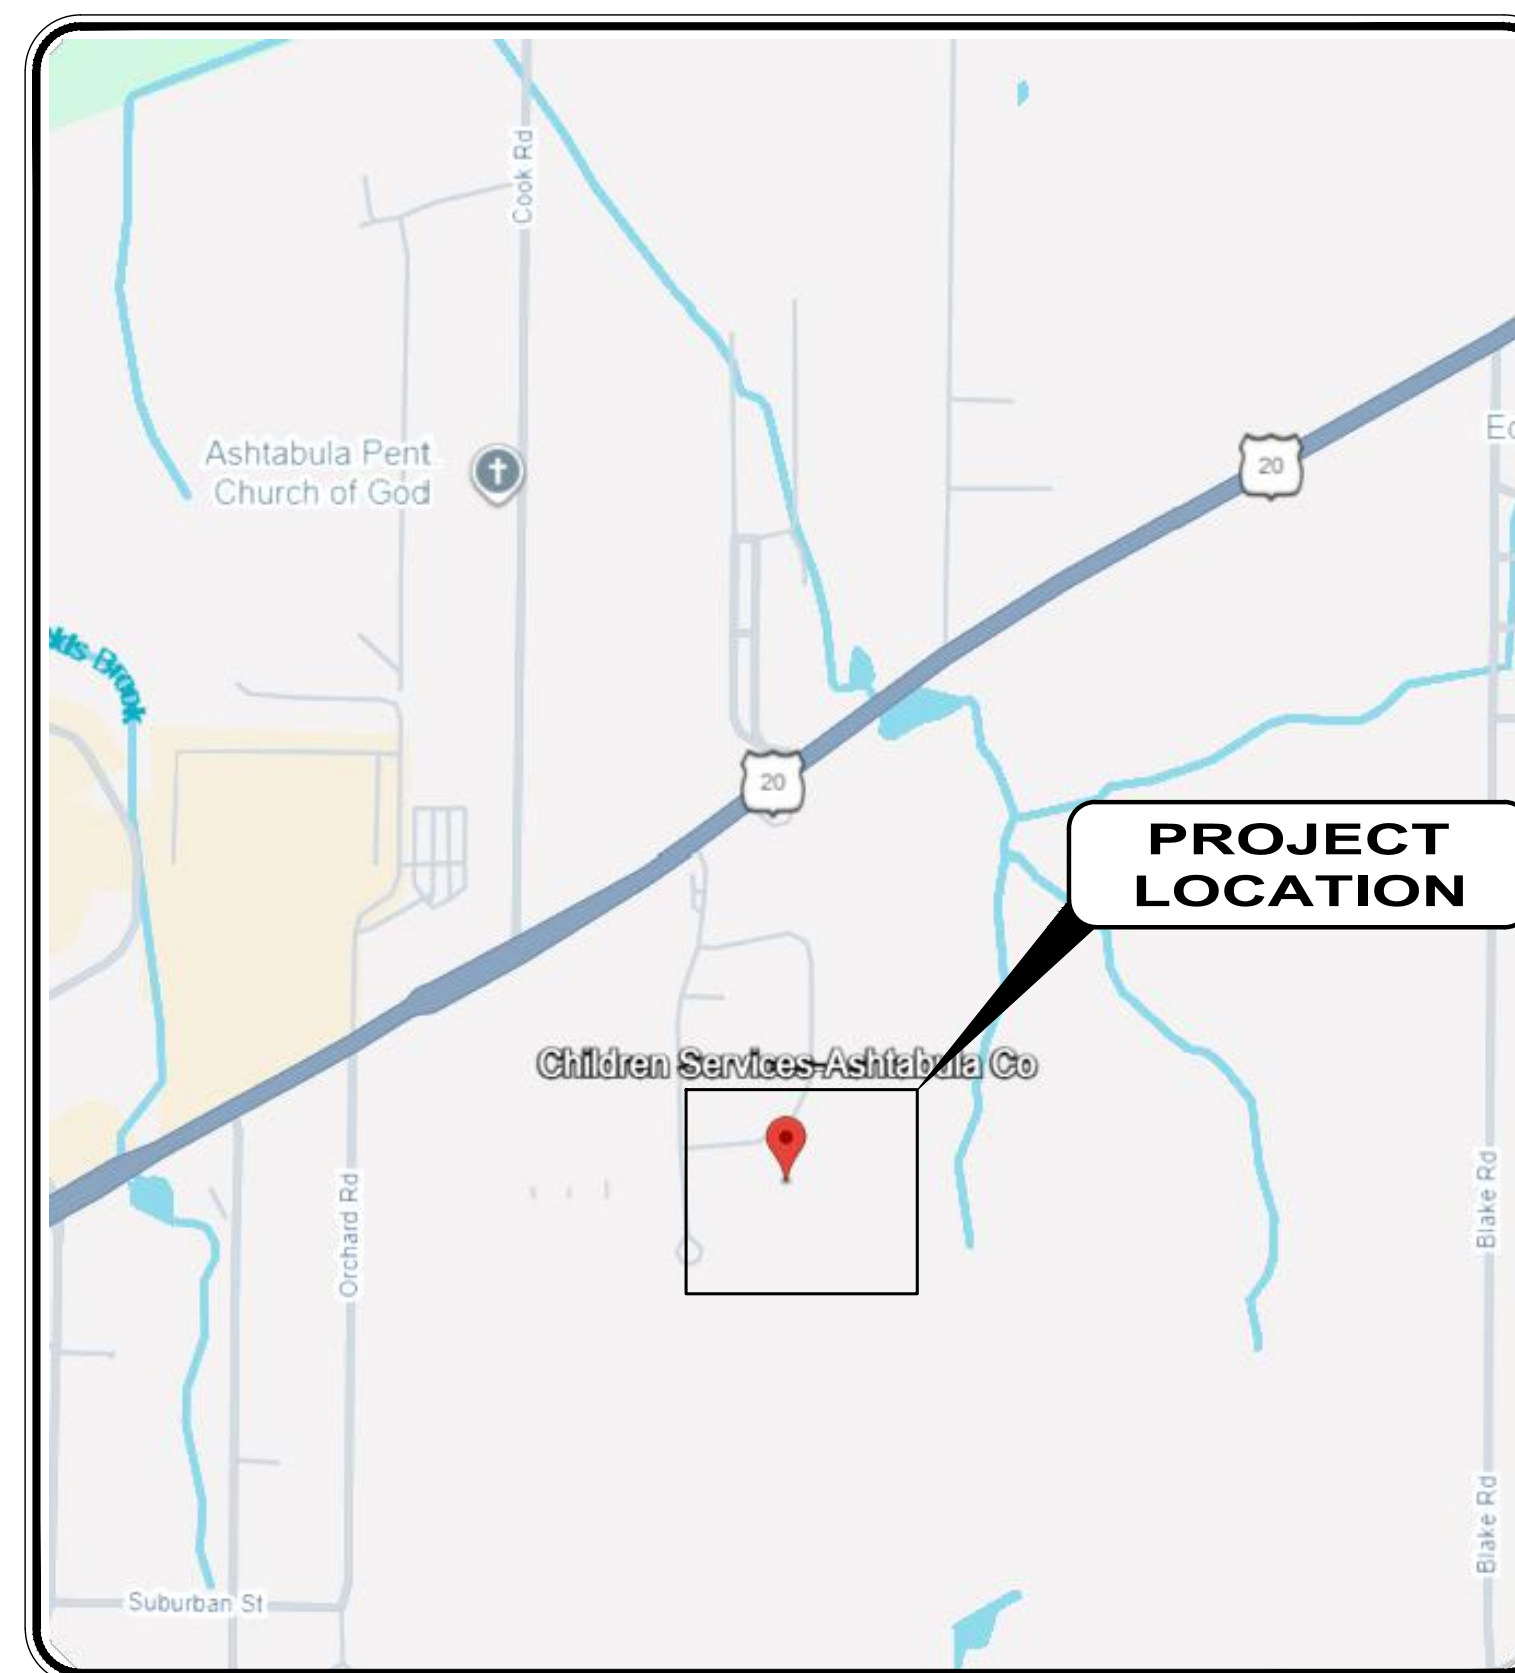 Cook Rd
Ashtabula Pent.
Church of God
20
Brook
20
PROJECT
LOCATION
Children Services-Ashtabula Co
Orchard Rd
Blake Rd
Blake Rd
Suburban St